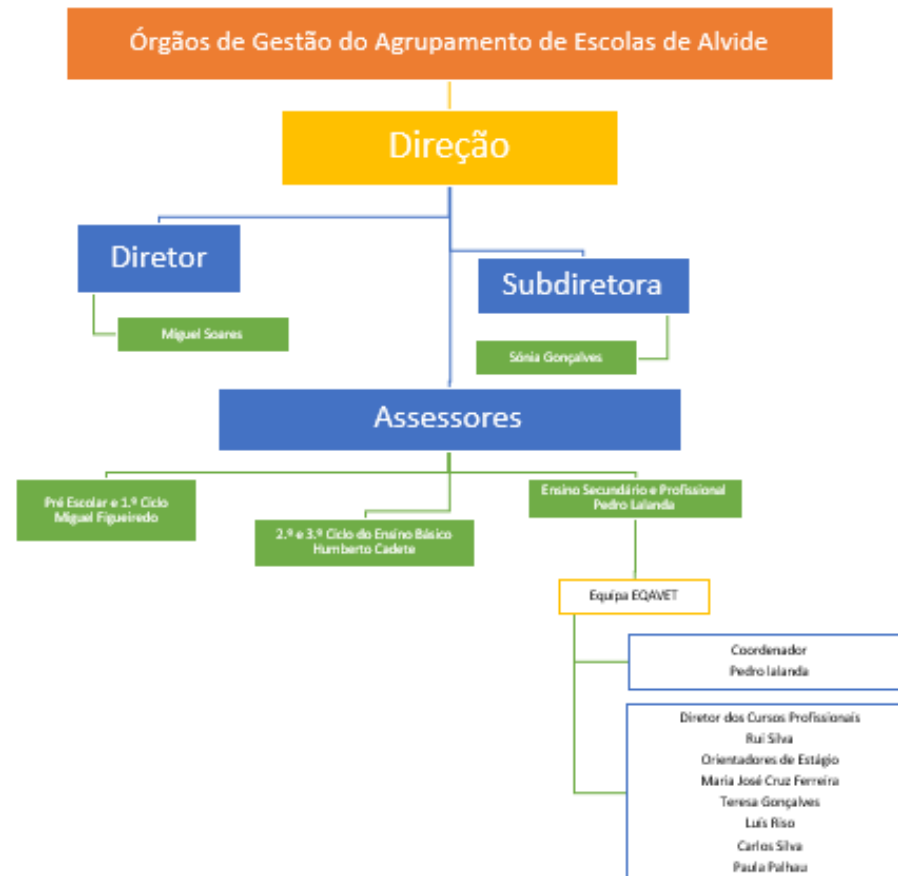 Órgãos de Gestão do Agrupamento de Escolas de Alvide
Direção
Diretor
Miguel Soares
Subdiretora
Sónia Gonçalves
Assessores
Pré Escolar e 1.º Ciclo
Miguel Figueiredo
2.º e 3.º Ciclo do Ensino Básico
Humberto Cadete
Ensino Secundário e Profissional
Pedro Lalanda
Equipa EQAVET
Coordenador
Pedro lalanda
Diretor dos Cursos Profissionais
Rui Silva
Orientadores de Estágio
Maria José Cruz Ferreira
Teresa Gonçalves
Luís Riso
Carlos Silva
Paula Palhau